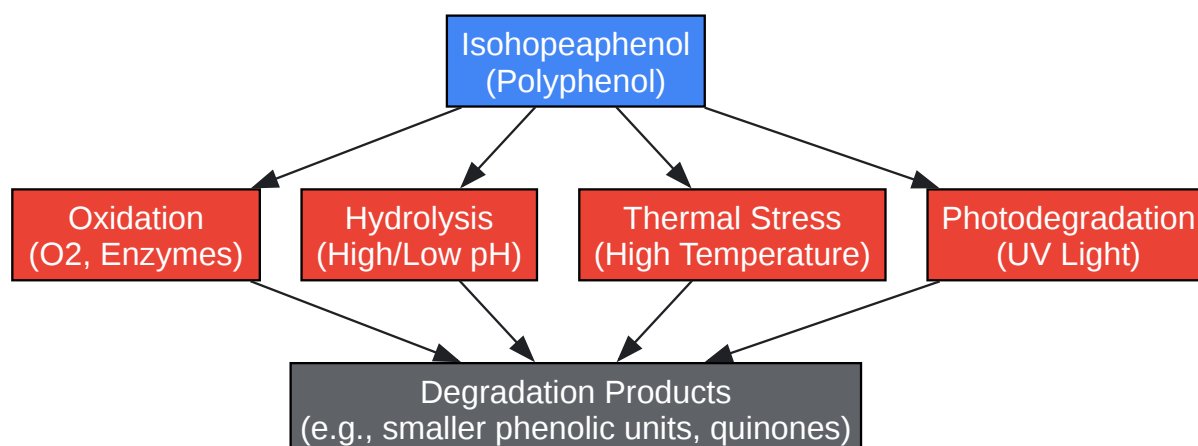 Isohopeaphenol
(Polyphenol)
Oxidation
(O2, Enzymes)
Hydrolysis
(High/Low pH)
Thermal Stress
(High Temperature)
Photodegradation
(UV Light)
Degradation Products
(e.g., smaller phenolic units, quinones)